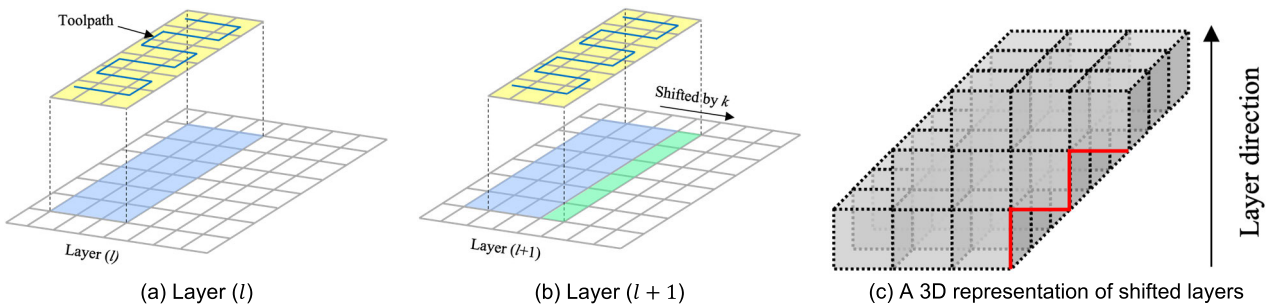 Toolpath
Layer (l)
(a) Layer (l)
Shifted by k
Layer (l+1)
(b) Layer (l + 1)
Layer direction
(c) A 3D representation of shifted layers